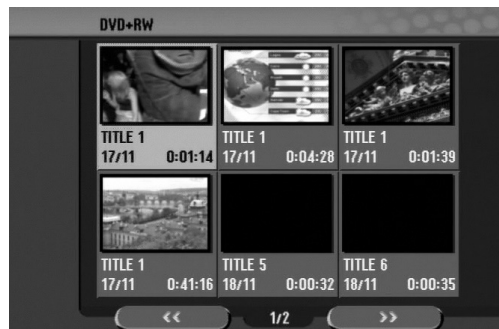 DVD+RW
TITLE 1
17/11 0:01:14
TITLE 1
17/11 0:04:28
TITLE 1
17/11 0:01:39
TITLE 1
17/11 0:41:16
TITLE 5
18/11 0:00:32
TITLE 6
18/11 0:00:35
<< 1/2 >>